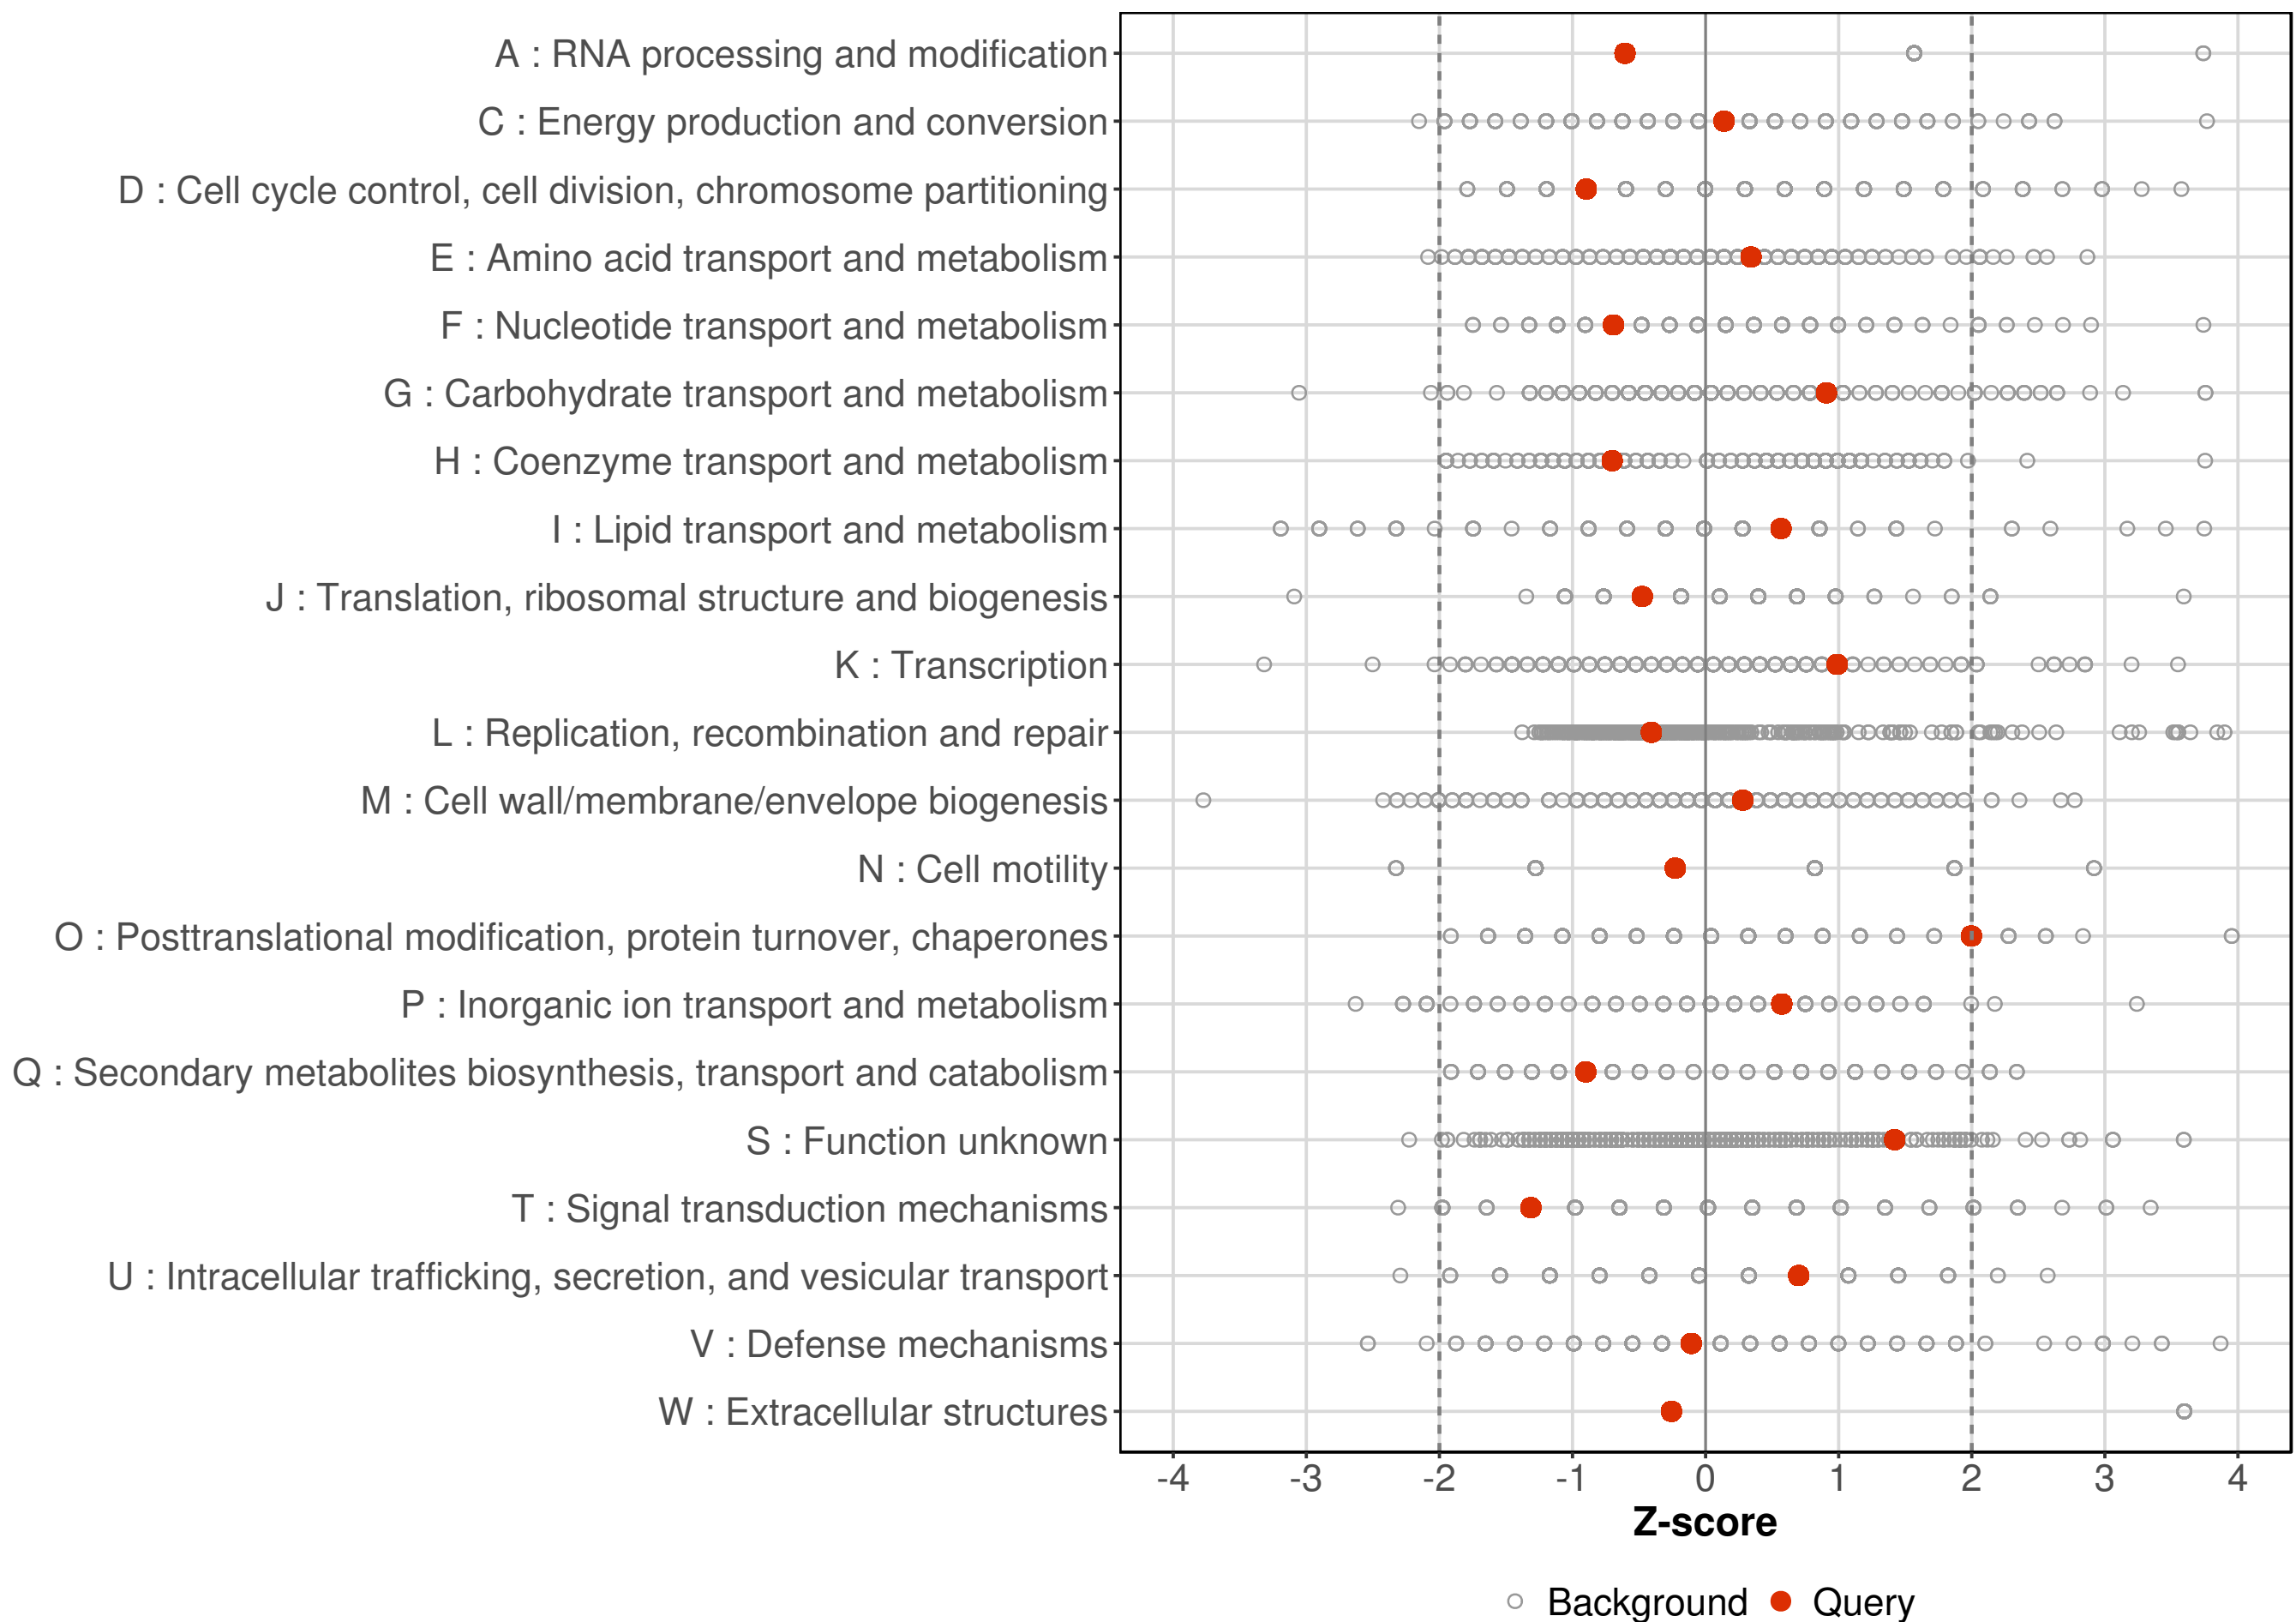 A : RNA processing and modification
C : Energy production and conversion
D : Cell cycle control, cell division, chromosome partitioning
E : Amino acid transport and metabolism
F : Nucleotide transport and metabolism
G : Carbohydrate transport and metabolism
H : Coenzyme transport and metabolism
I : Lipid transport and metabolism
J : Translation, ribosomal structure and biogenesis
K : Transcription
L : Replication, recombination and repair
M : Cell wall/membrane/envelope biogenesis
N : Cell motility
O : Posttranslational modification, protein turnover, chaperones
P : Inorganic ion transport and metabolism
Q : Secondary metabolites biosynthesis, transport and catabolism
S : Function unknown
T : Signal transduction mechanisms
U : Intracellular trafficking, secretion, and vesicular transport
V : Defense mechanisms
W : Extracellular structures
-4 -3 -2 -1 0 1 2 3 4
Z-score
Background Query